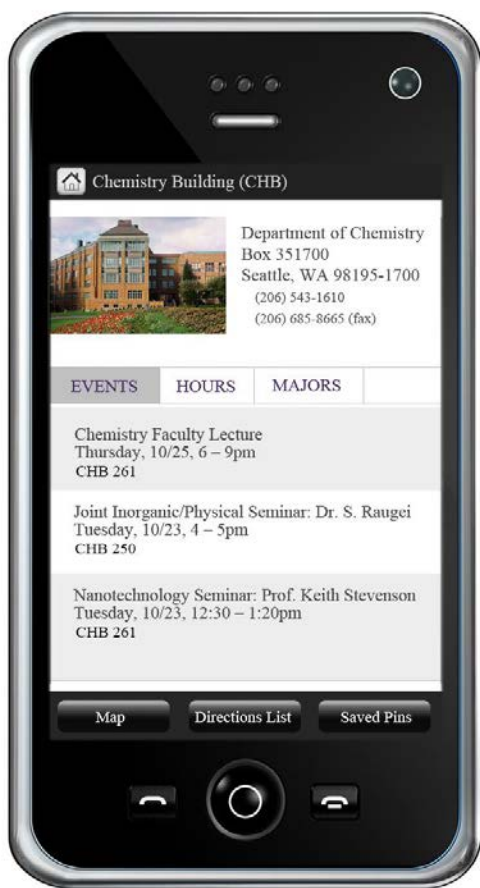 Chemistry Building (CHB)
Department of Chemistry
Box 351700
Seattle, WA 98195-1700
(206) 543-1610
(206) 685-8665 (fax)
EVENTS HOURS MAJORS
Chemistry Faculty Lecture
Thursday, 10/25, 6 – 9pm
CHB 261
Joint Inorganic/Physical Seminar: Dr. S. Raugei
Tuesday, 10/23, 4 – 5pm
CHB 250
Nanotechnology Seminar: Prof. Keith Stevenson
Tuesday, 10/23, 12:30 – 1:20pm
CHB 261
Map Directions List Saved Pins